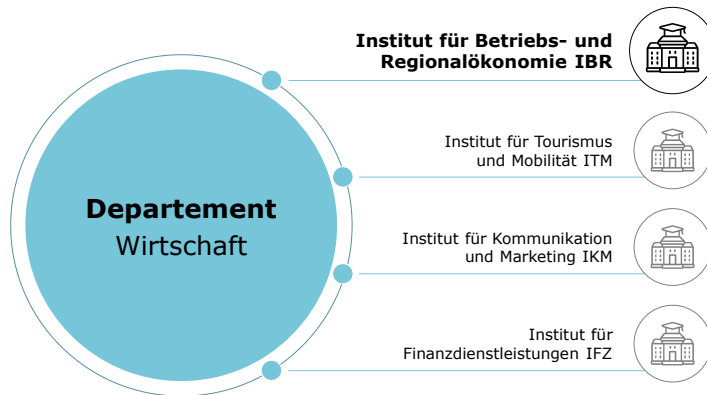 Institut für Betriebs- und
Regionalökonomie IBR
Institut für Tourismus
und Mobilität ITM
Departement
Wirtschaft
Institut für Kommunikation
und Marketing IKM
Institut für
Finanzdienstleistungen IFZ